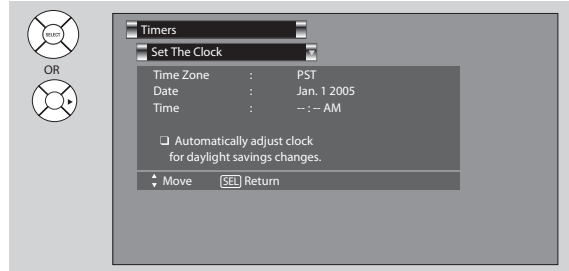 SELECT
OR
Timers
Set The Clock
Time Zone : PST
Date : Jan. 1 2005
Time : -- : -- AM
❏ Automatically adjust clock
for daylight savings changes.
Move SEL Return